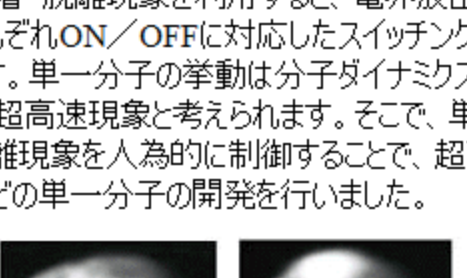 脱離現象を利用すると、電界放出
ぞれON／OFFに対応したスイッチング
。単一分子の挙動は分子ダイナミクス
超高速現象と考えられます。そこで、単
離現象を人為的に制御することで、超
どの単一分子の開発を行いました。